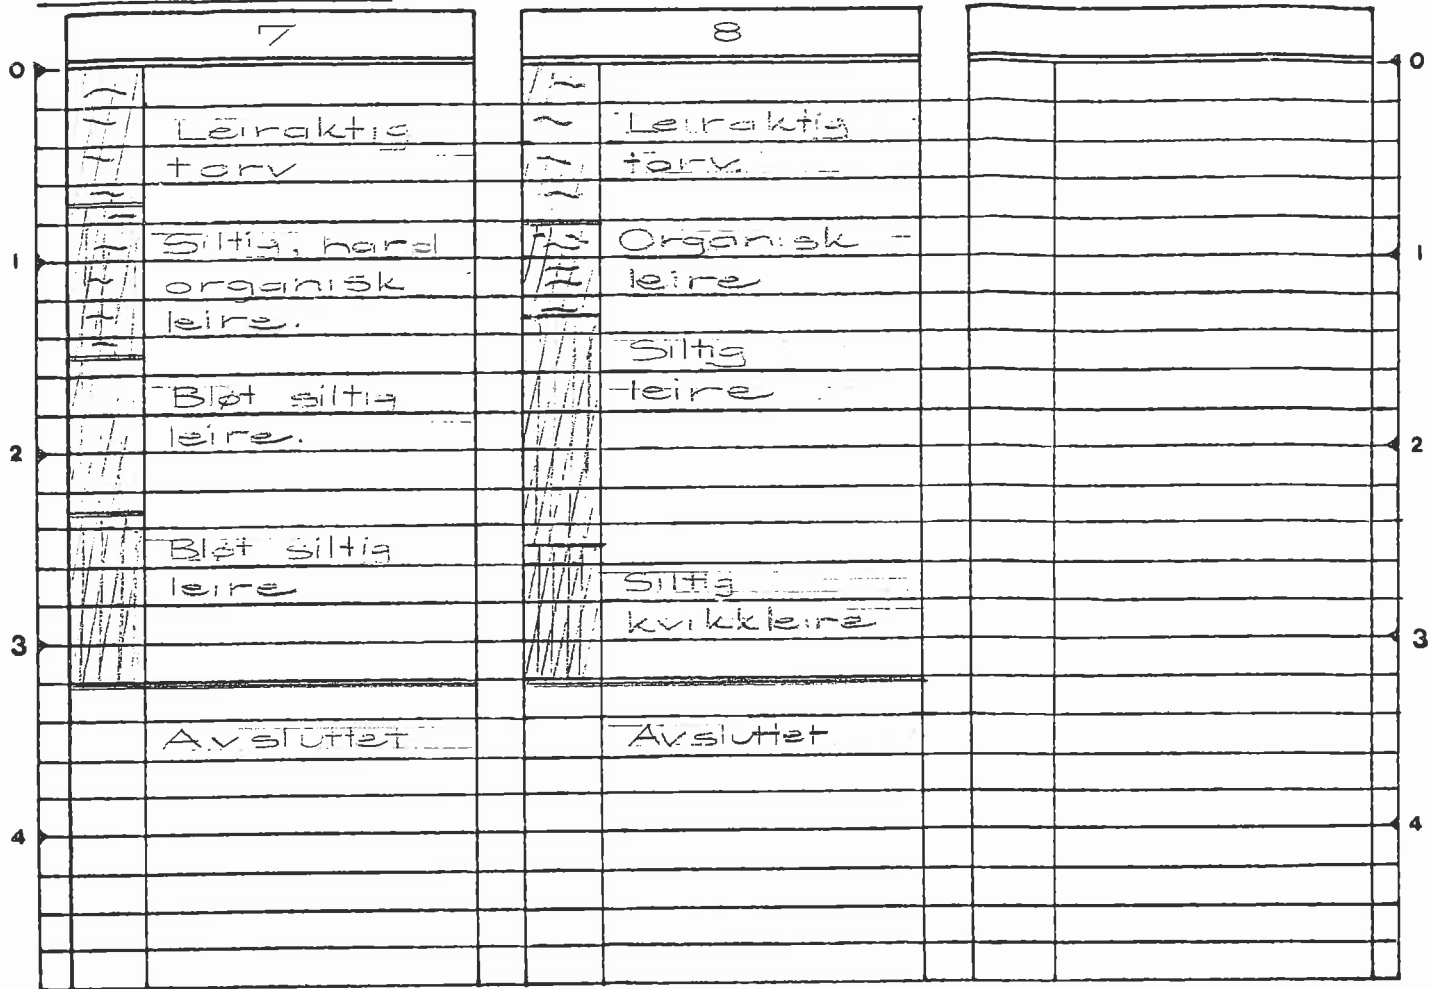 7
Leiraktig
torv
Siltig, hard
organisk
leire.
Bløt siltig
leire.
Bløt siltig
leire
Avsluttet
8
Leiraktig
torv.
Organisk
leire
Siltig
leire
Siltig
kvikkleire
Avsluttet
0
1
2
3
4
0
1
2
3
4